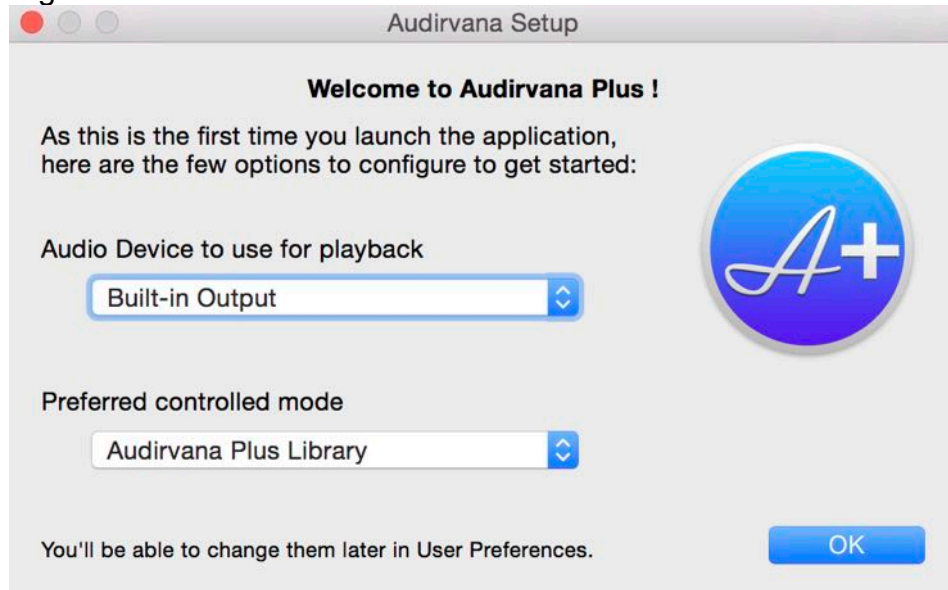 Audirvana Setup
Welcome to Audirvana Plus !
As this is the first time you launch the application,
here are the few options to configure to get started:
A+
Audio Device to use for playback
Built-in Output
Preferred controlled mode
Audirvana Plus Library
You'll be able to change them later in User Preferences.
OK